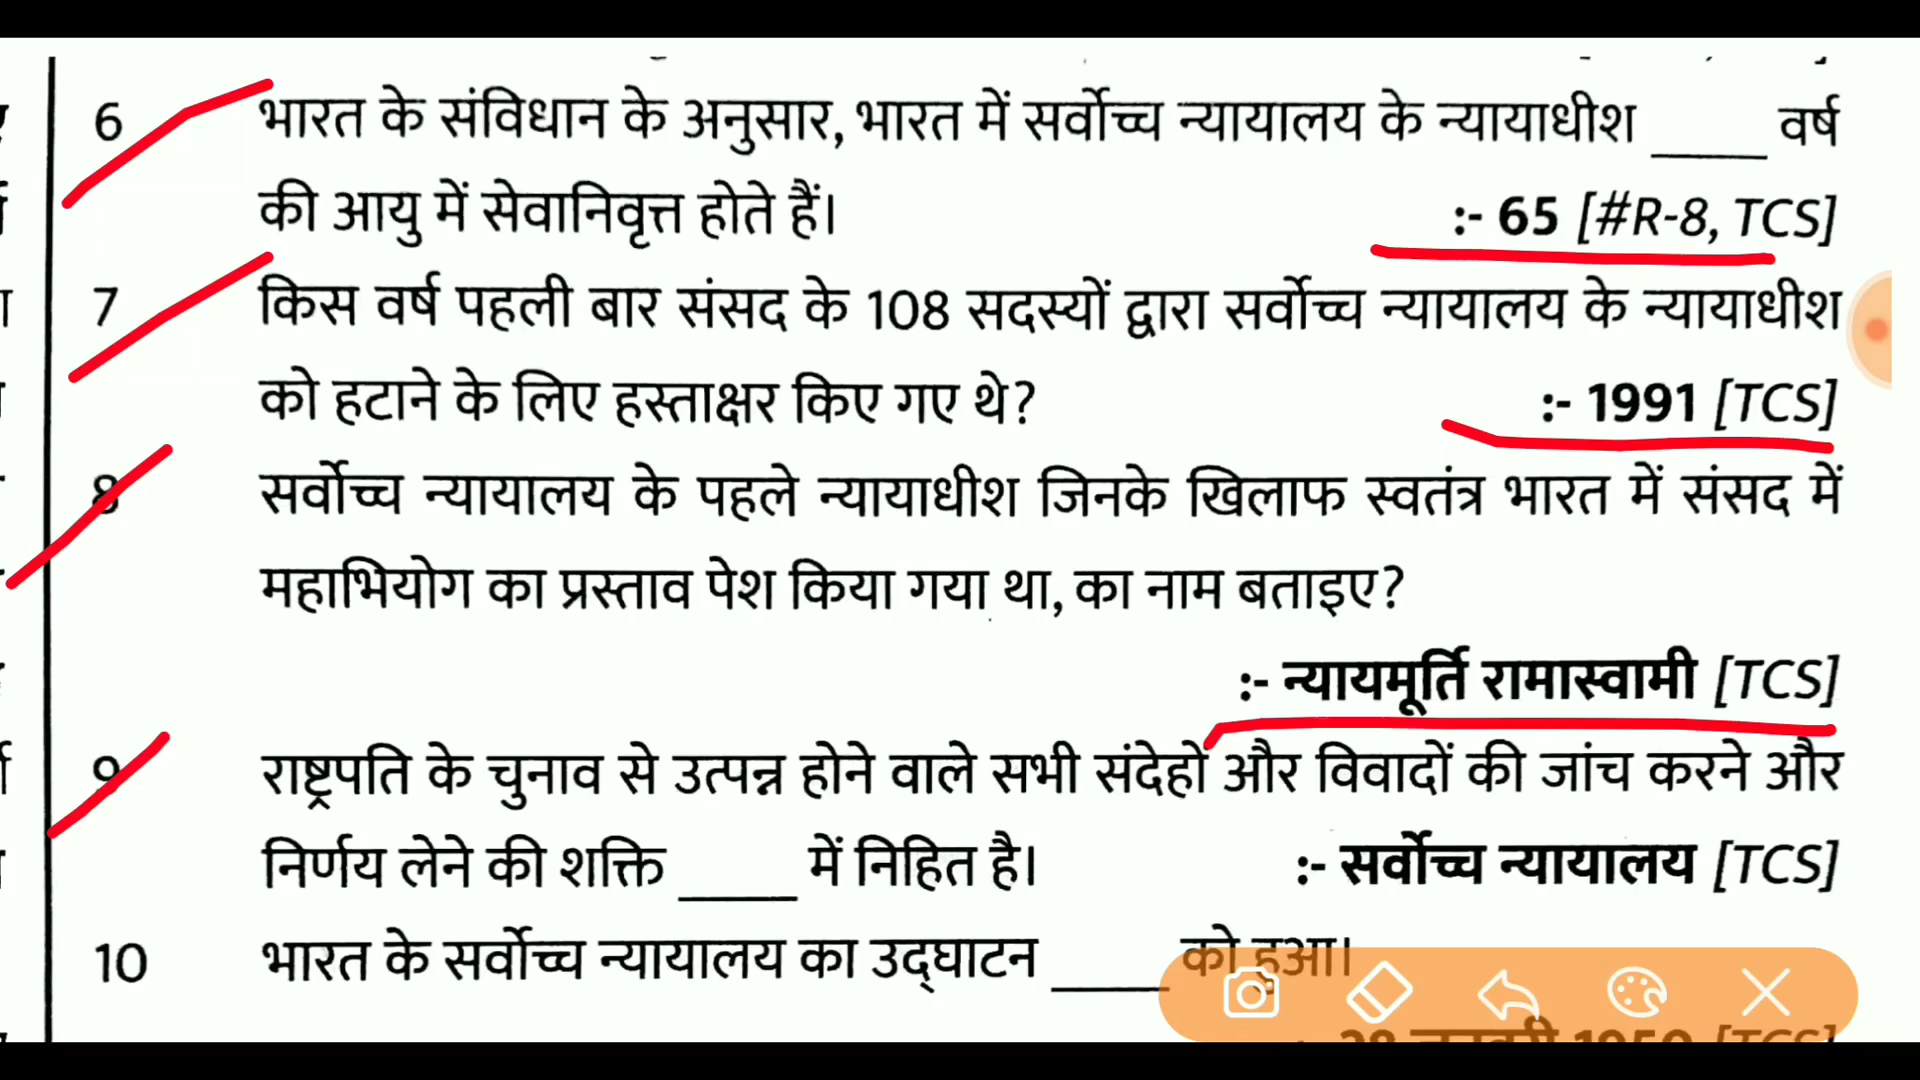 6 भारत के संविधान के अनुसार, भारत में सर्वोच्च न्यायालय के न्यायाधीश _____ वर्ष
की आयु में सेवानिवृत्त होते हैं। :- 65 [#R-8, TCS]
7 किस वर्ष पहली बार संसद के 108 सदस्यों द्वारा सर्वोच्च न्यायालय के न्यायाधीश
को हटाने के लिए हस्ताक्षर किए गए थे? :- 1991 [TCS]
8 सर्वोच्च न्यायालय के पहले न्यायाधीश जिनके खिलाफ स्वतंत्र भारत में संसद में
महाभियोग का प्रस्ताव पेश किया गया था, का नाम बताइए?
:- न्यायमूर्ति रामास्वामी [TCS]
9 राष्ट्रपति के चुनाव से उत्पन्न होने वाले सभी संदेहों और विवादों की जांच करने और
निर्णय लेने की शक्ति _____ में निहित है। :- सर्वोच्च न्यायालय [TCS]
10 भारत के सर्वोच्च न्यायालय का उद्घाटन _____ को हुआ।